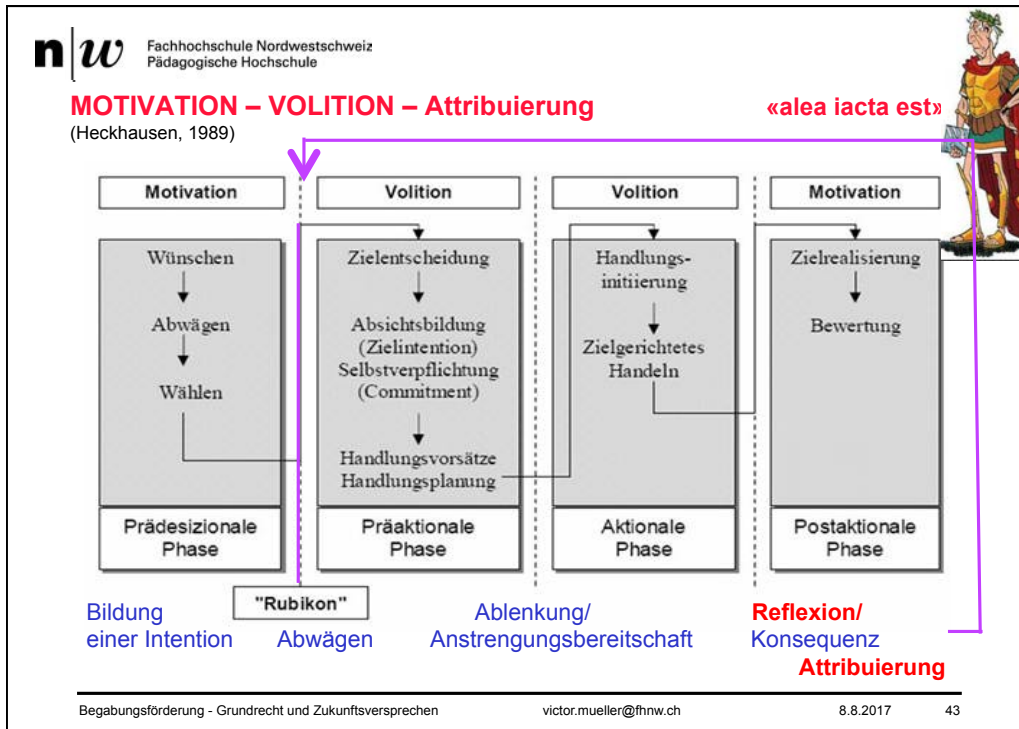 n|w Fachhochschule Nordwestschweiz
Pädagogische Hochschule
MOTIVATION – VOLITION – Attribuierung «alea iacta est»
(Heckhausen, 1989)
Motivation
Wünschen
Abwägen
Wählen
Prädesizionale
Phase
Volition
Zielentscheidung
Absichtsbildung
(Zielintention)
Selbstverpflichtung
(Commitment)
Handlungsvorsätze
Handlungsplanung
Präaktionale
Phase
Volition
Handlungs-
initiierung
Zielgerichtetes
Handeln
Aktionale
Phase
Motivation
Zielrealisierung
Bewertung
Postaktionale
Phase
"Rubikon"
Bildung
einer Intention
Abwägen
Ablenkung/
Anstrengungsbereitschaft
Reflexion/
Konsequenz
Attribuierung
Begabungsförderung - Grundrecht und Zukunftsversprechen victor.mueller@fhnw.ch 8.8.2017 43